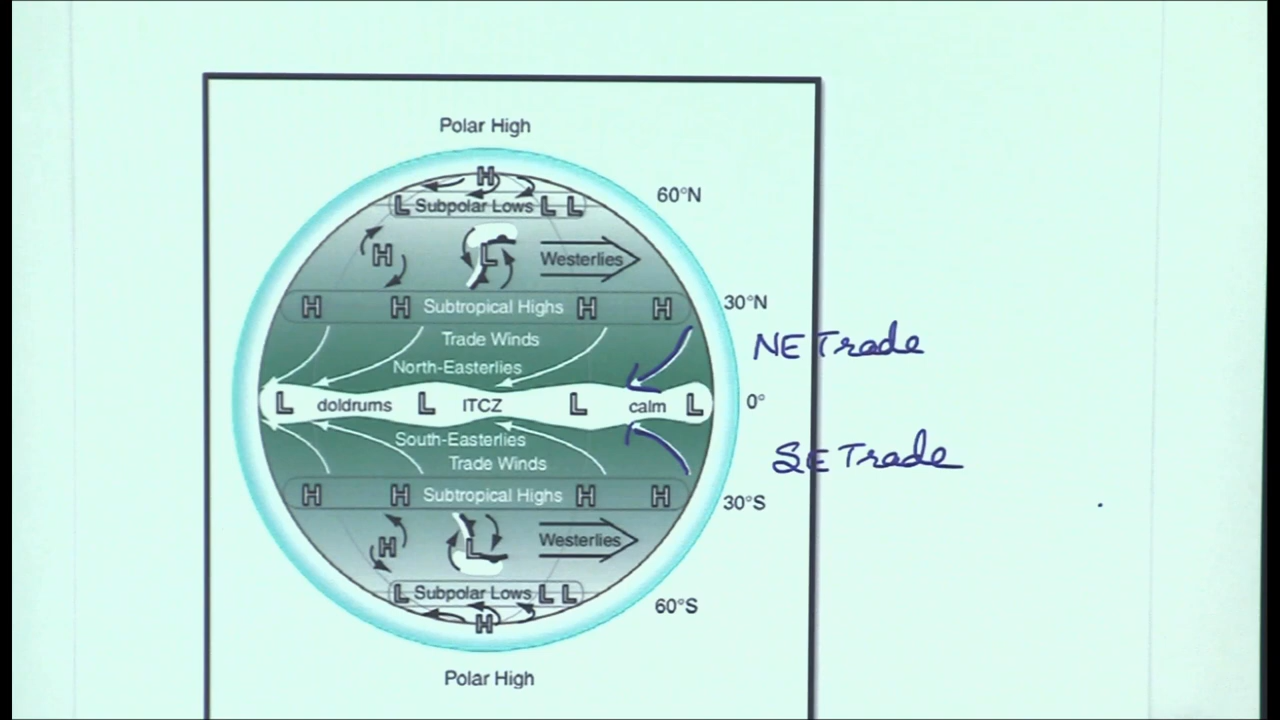 Polar High
H
60°N
L Subpolar Lows L L
H L Westerlies
H H Subtropical Highs H H
30°N
Trade Winds
NE Trade
North-Easterlies
L doldrums L ITCZ L calm L
0°
South-Easterlies
SE Trade
Trade Winds
H H Subtropical Highs H H
30°S
H L Westerlies
L Subpolar Lows L L
60°S
H
Polar High